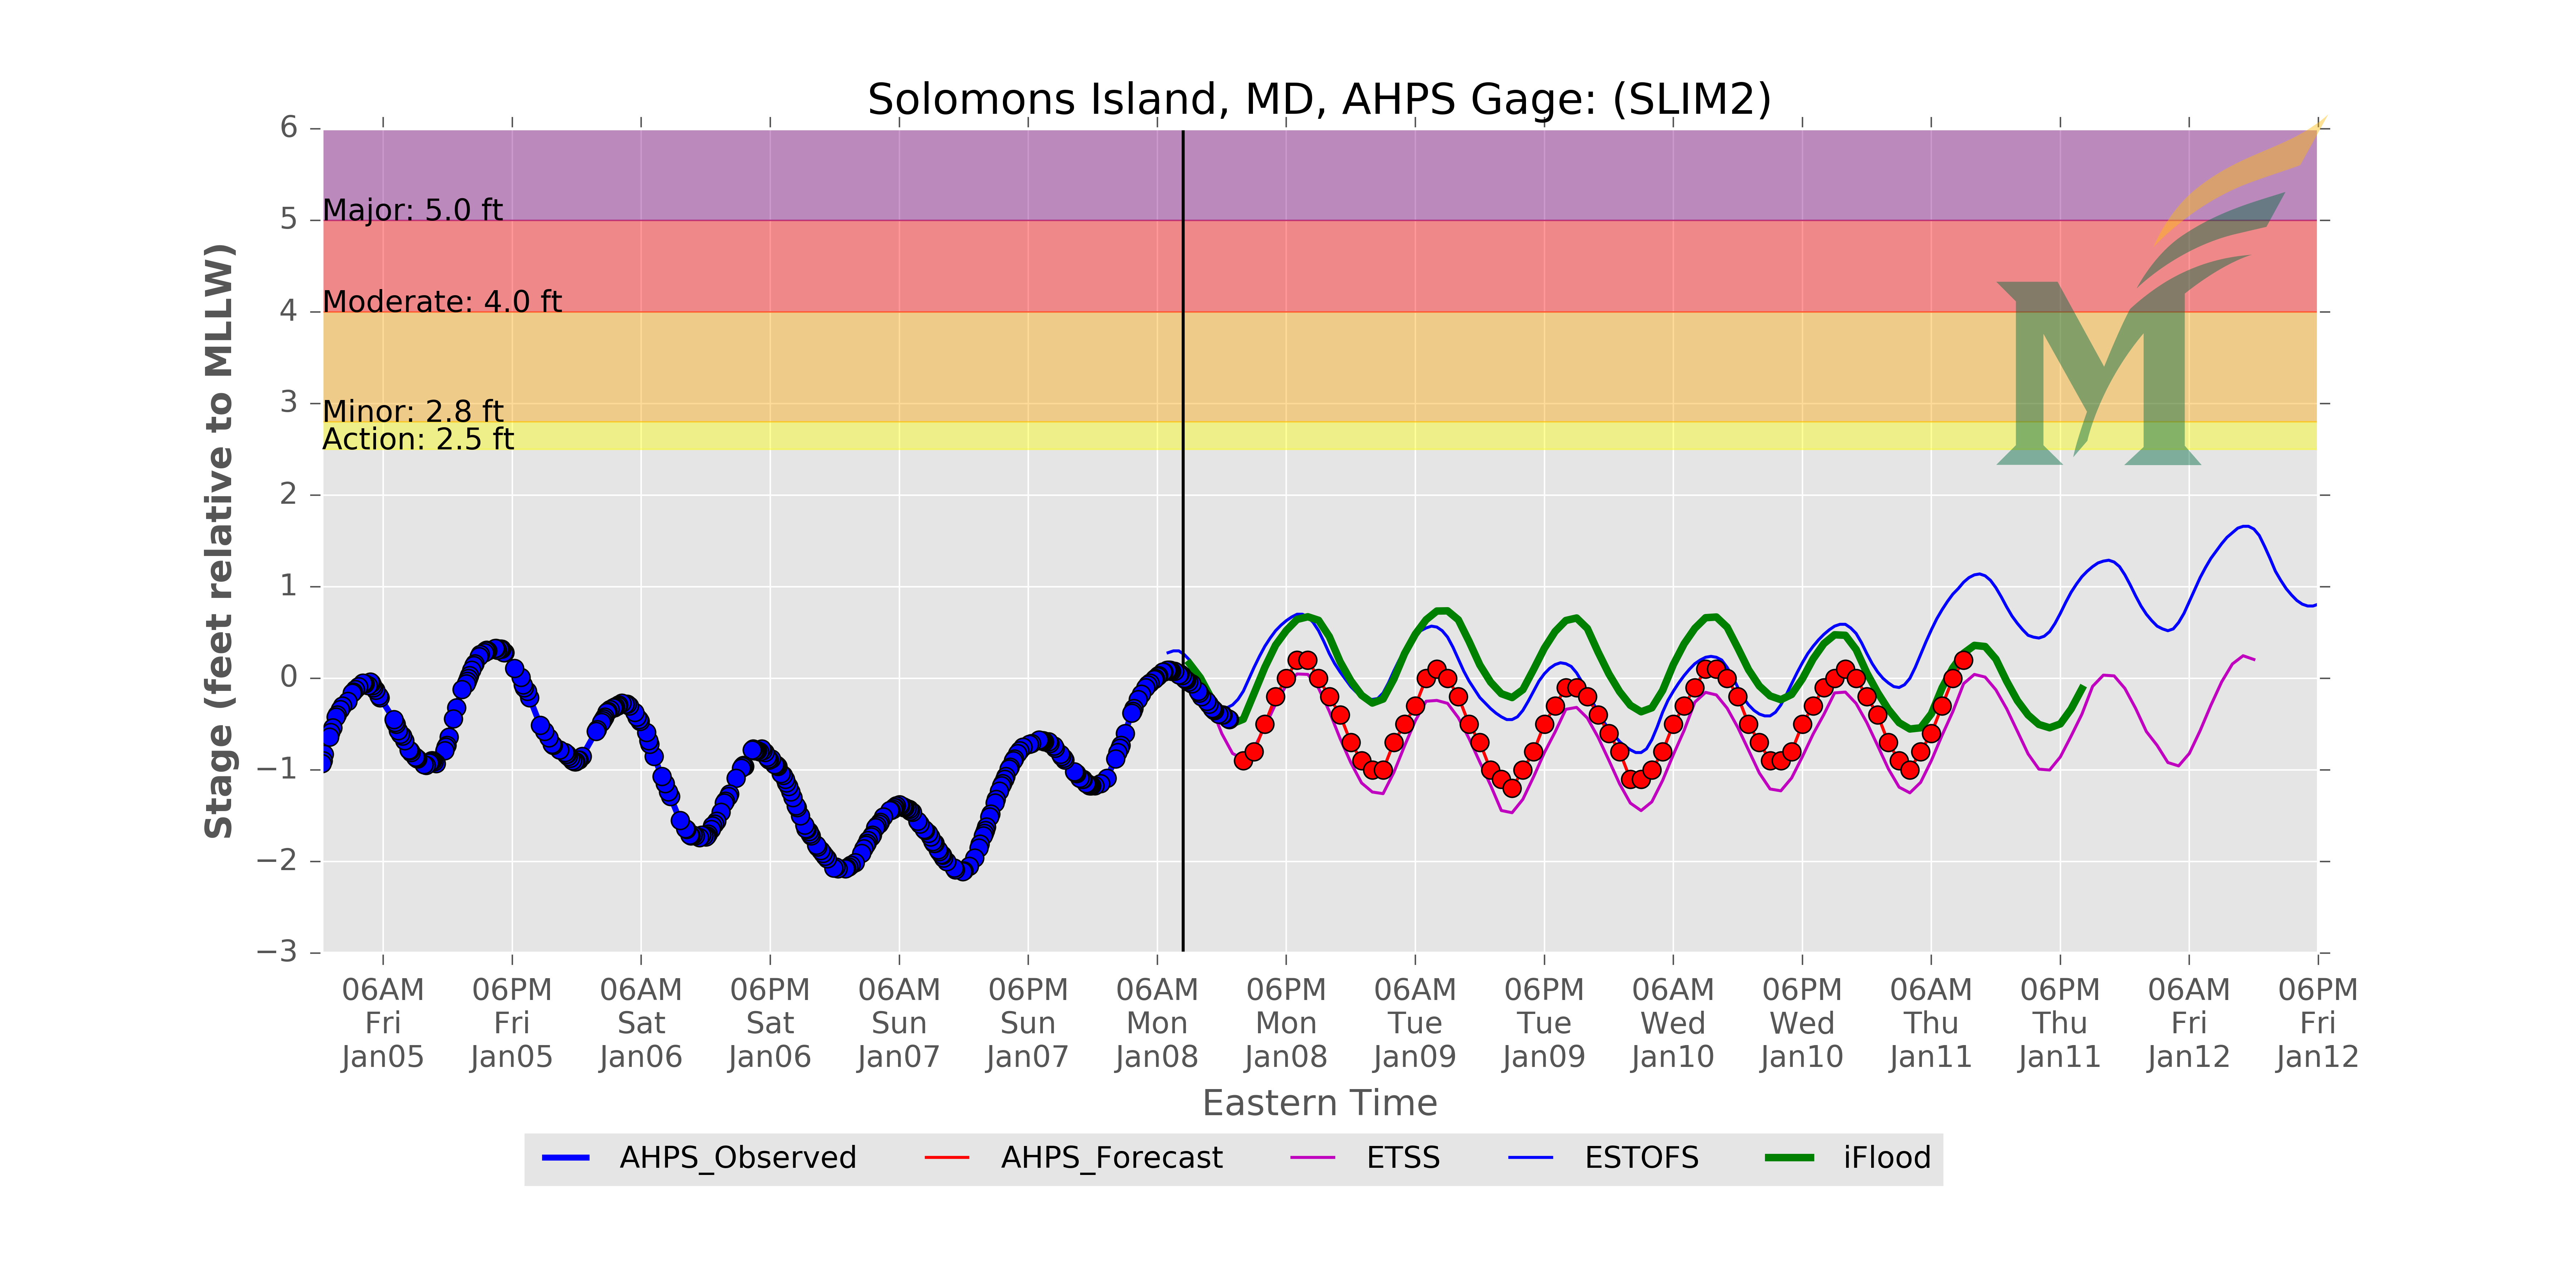 Solomons Island, MD, AHPS Gage: (SLIM2)
Stage (feet relative to MLLW)
6
5
4
3
2
1
0
−1
−2
−3
Major: 5.0 ft
Moderate: 4.0 ft
Minor: 2.8 ft
Action: 2.5 ft
M
06AM 06PM 06AM 06PM 06AM 06PM 06AM 06PM 06AM 06PM 06AM 06PM 06AM 06PM 06AM 06PM
Fri Fri Sat Sat Sun Sun Mon Mon Tue Tue Wed Wed Thu Thu Fri Fri
Jan05 Jan05 Jan06 Jan06 Jan07 Jan07 Jan08 Jan08 Jan09 Jan09 Jan10 Jan10 Jan11 Jan11 Jan12 Jan12
Eastern Time
AHPS_Observed AHPS_Forecast ETSS ESTOFS iFlood